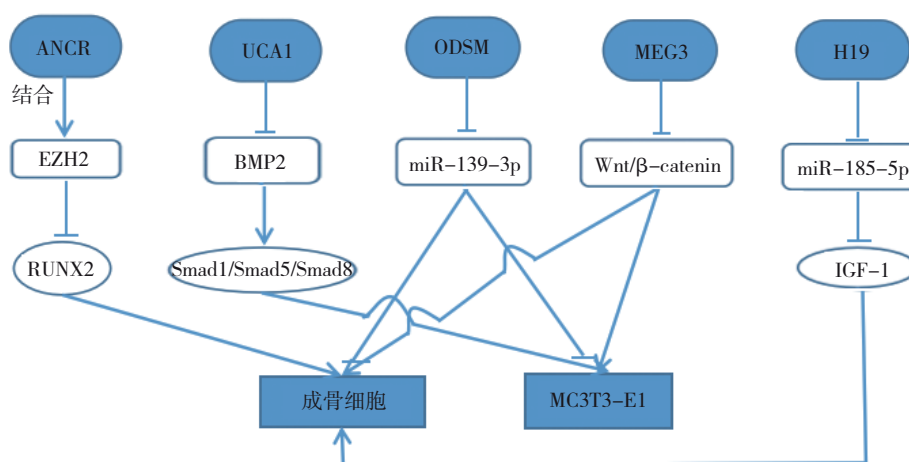 ANCR
UCA1
ODSM
MEG3
H19
结合
EZH2
BMP2
miR-139-3p
Wnt/β-catenin
miR-185-5p
RUNX2
Smad1/Smad5/Smad8
IGF-1
成骨细胞
MC3T3-E1